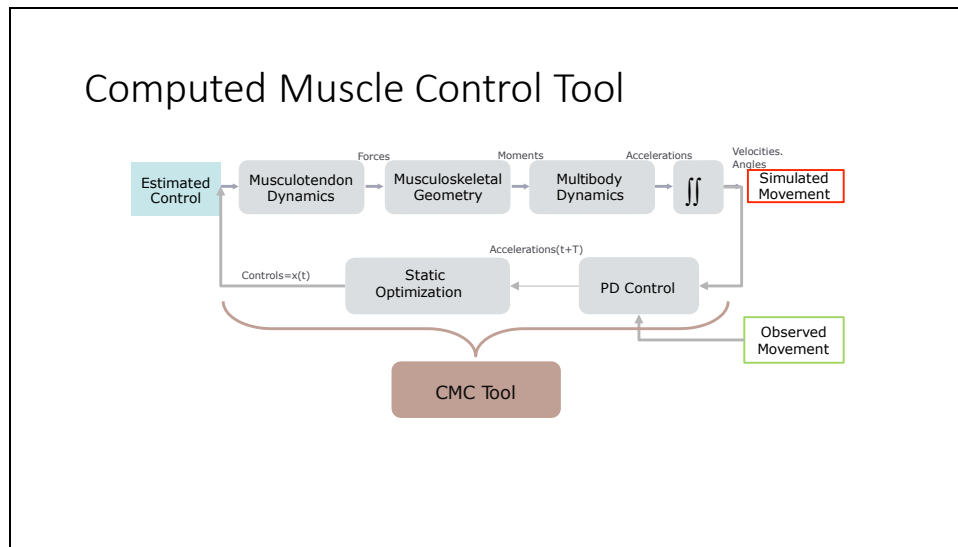 Computed Muscle Control Tool
Forces
Moments
Accelerations
Velocities.
Angles
Estimated
Control
Musculotendon
Dynamics
Musculoskeletal
Geometry
Multibody
Dynamics
∬
Simulated
Movement
Accelerations(t+T)
Controls=x(t)
Static
Optimization
PD Control
Observed
Movement
CMC Tool